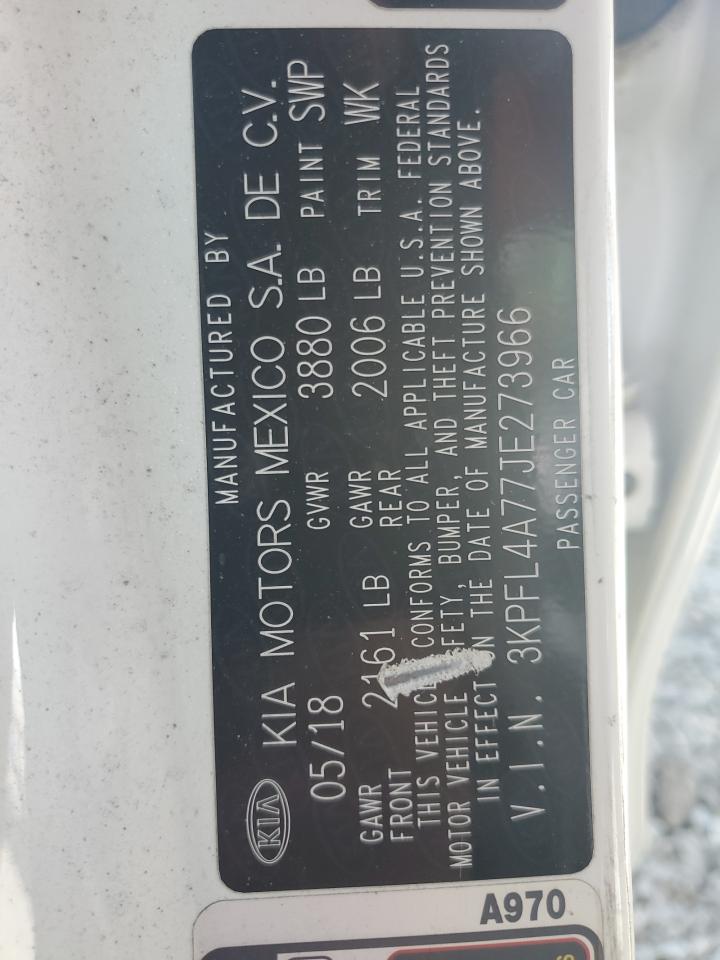 MANUFACTURED BY
KIA KIA MOTORS MEXICO S.A. DE C.V.
05/18 GVWR 3880 LB PAINT SWP
GAWR FRONT 2161 LB GAWR REAR 2006 LB TRIM WK
THIS VEHICL CONFORMS TO ALL APPLICABLE U.S.A. FEDERAL
MOTOR VEHICLE FETY, BUMPER, AND THEFT PREVENTION STANDARDS
IN EFFECT ON THE DATE OF MANUFACTURE SHOWN ABOVE.
V.I.N. 3KPFL4A77JE273966
PASSENGER CAR
A970